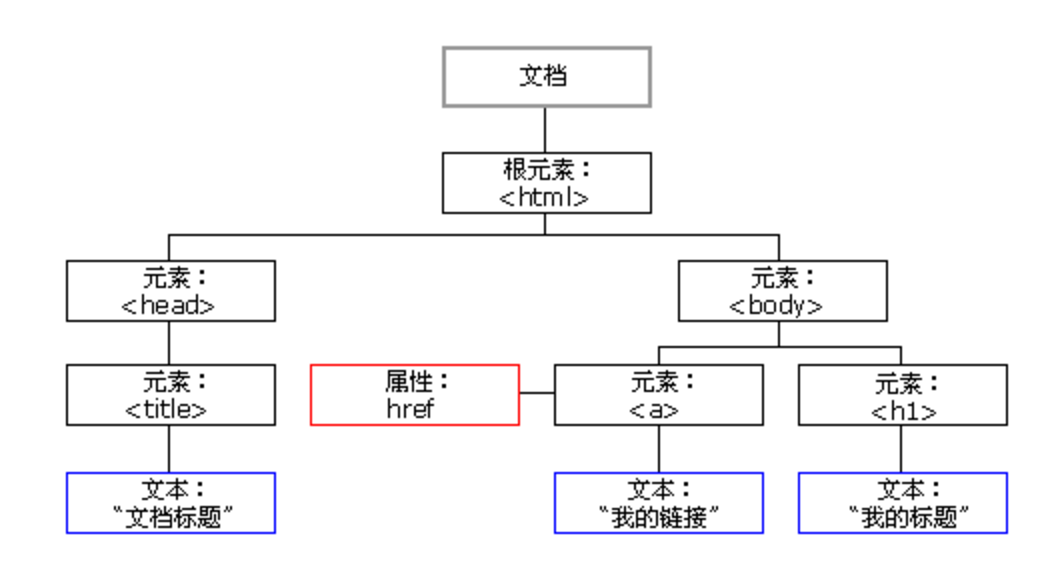 文档
根元素：
<html>
元素：
<head>
元素：
<body>
元素：
<title>
属性：
href
元素：
<a>
元素：
<h1>
文本：
“文档标题”
文本：
“我的链接”
文本：
“我的标题”